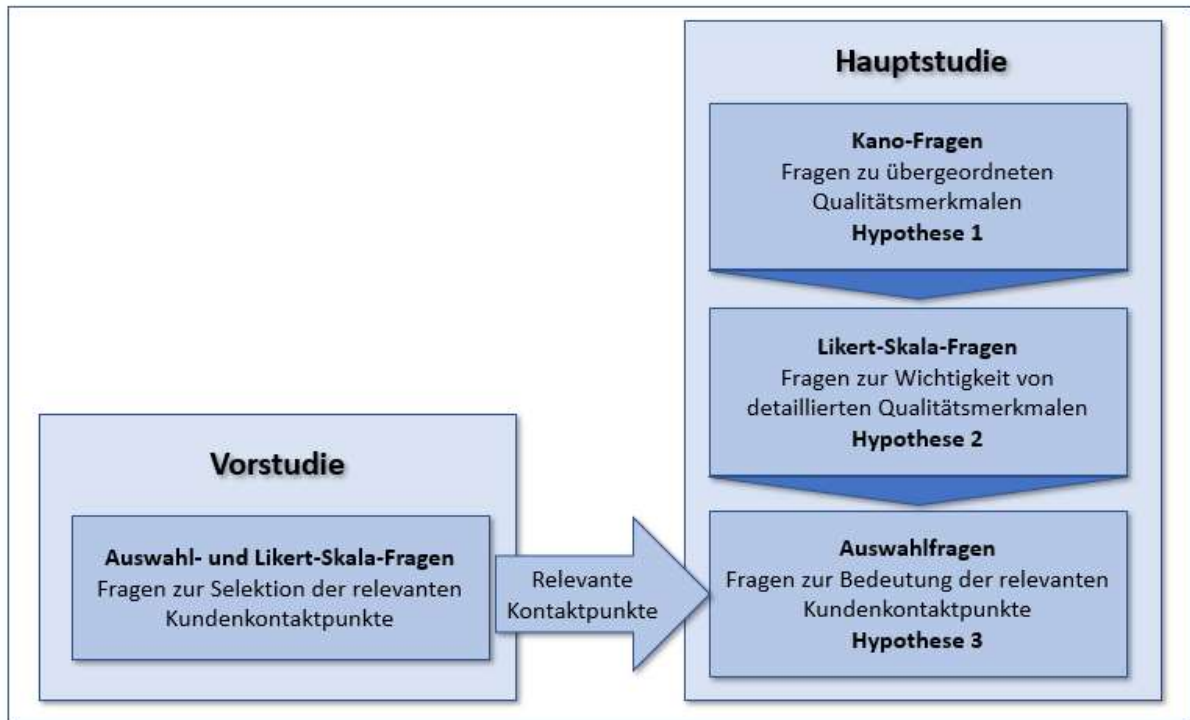 Hauptstudie
Kano-Fragen
Fragen zu übergeordneten
Qualitätsmerkmalen
Hypothese 1
Likert-Skala-Fragen
Fragen zur Wichtigkeit von
detaillierten Qualitätsmerkmalen
Hypothese 2
Vorstudie
Auswahl- und Likert-Skala-Fragen
Fragen zur Selektion der relevanten
Kundenkontaktpunkte
Relevante
Kontaktpunkte
Auswahlfragen
Fragen zur Bedeutung der relevanten
Kundenkontaktpunkte
Hypothese 3